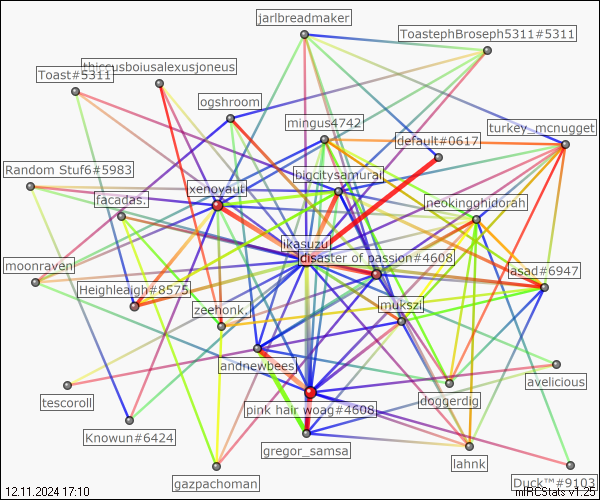 jarlbreadmaker
ToastephBroseph5311#5311
thiccusboiusalexusjoneus
Toast#5311
ogshroom
mingus4742
turkey_mcnugget
default#0617
Random Stuf6#5983
bigcitysamurai
xenovauti
facadas.
neokingghidorah
ikasuzu
disaster of passion#4608
moonraven
asad#6947
Heighleigh#8575
zeehonk.
mukszi
andnewbees
avelicious
tescoroll
doggerdig
pink hair woag#4608
Knowun#6424
gregor_samsa
lahnk
gazpachoman
Duck™#9103
12.11.2024 17:10
mIRCStats v1.25